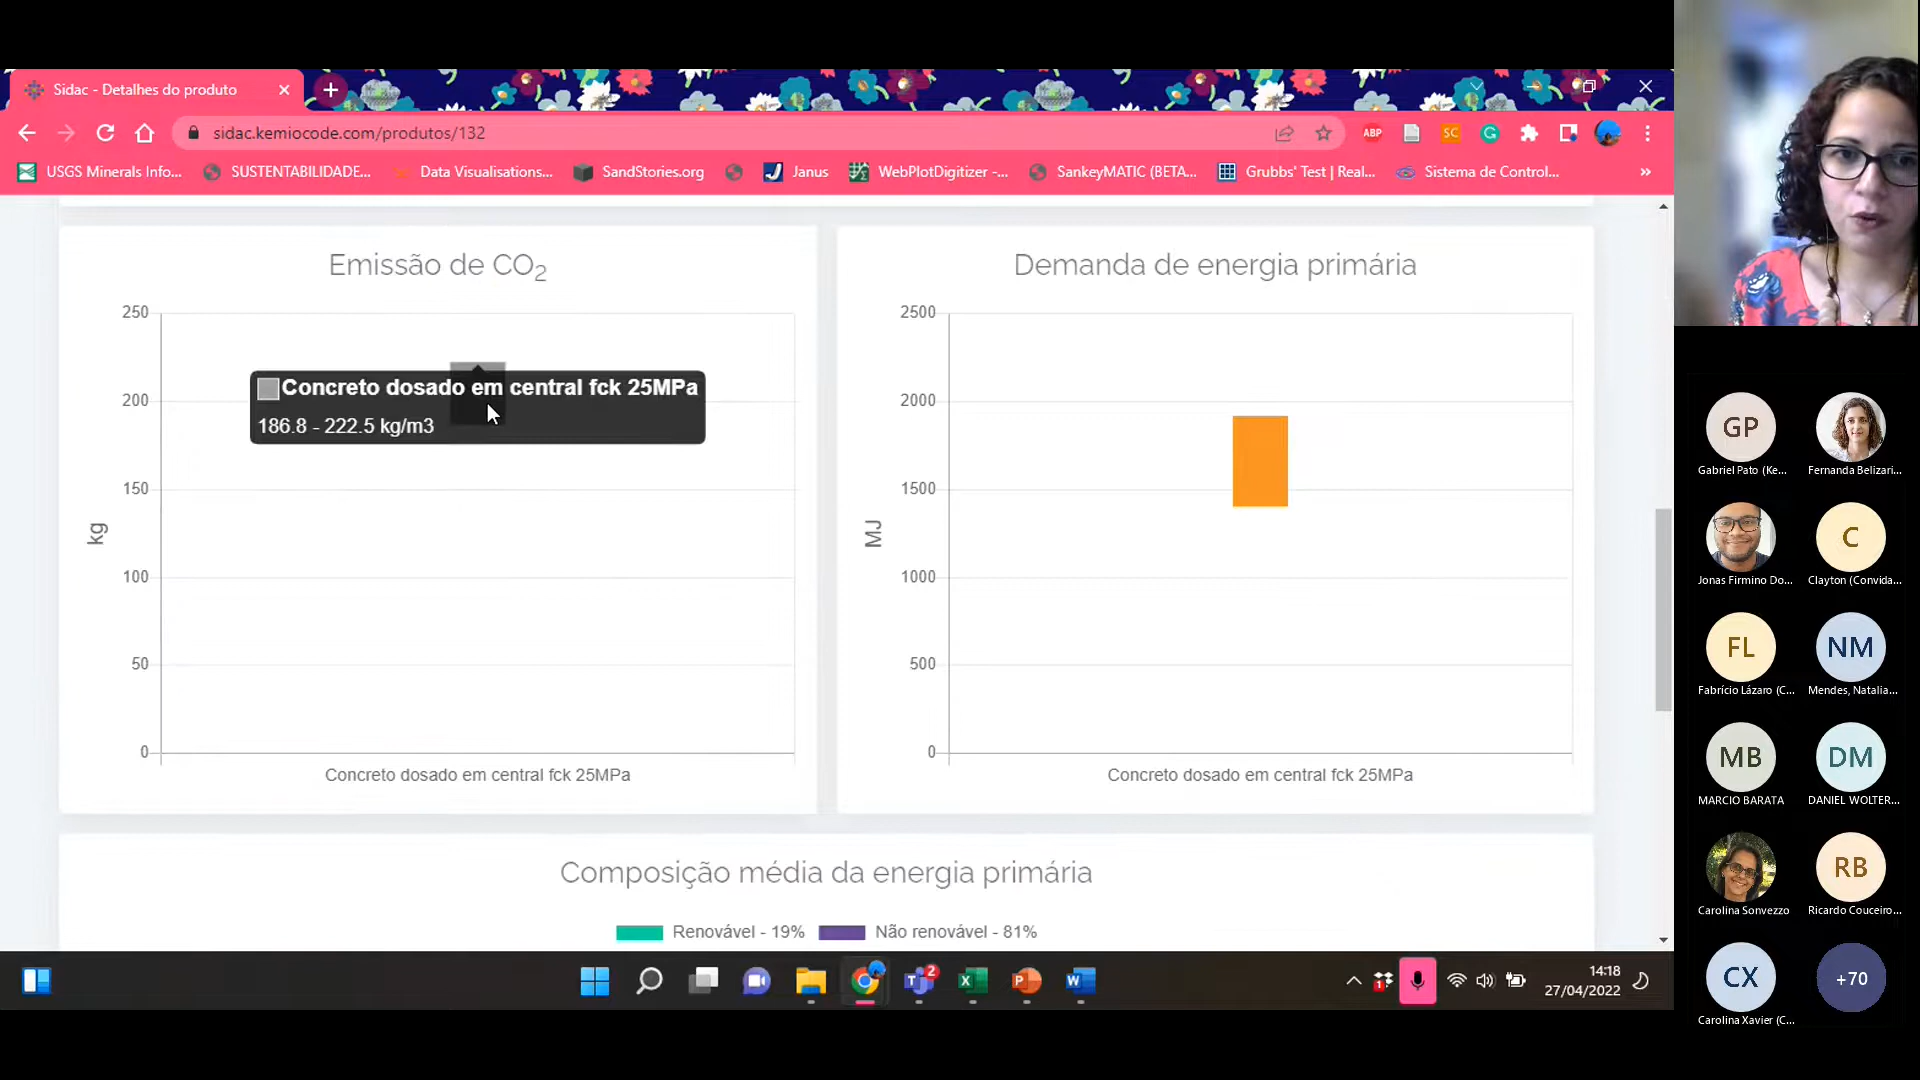 Sidac - Detalhes do produto
sidac.kemiocode.com/produtos/132
ABP
SC
USGS Minerals Info...
SUSTENTABILIDADE...
Data Visualisations...
SandStories.org
Janus
WebPlotDigitizer -...
SankeyMATIC (BETA...
Grubbs' Test | Real...
Sistema de Control...
»
Emissão de CO2
250
200
150
100
50
0
kg
Concreto dosado em central fck 25MPa
186.8 - 222.5 kg/m3
Concreto dosado em central fck 25MPa
Demanda de energia primária
2500
2000
1500
1000
500
0
MJ
Concreto dosado em central fck 25MPa
Composição média da energia primária
Renovável - 19%
Não renovável - 81%
2
1
14:18
27/04/2022
GP
Gabriel Pato (Ke...
Fernanda Belizari...
Jonas Firmino Do...
C
Clayton (Convida...
FL
Fabrício Lázaro (C...
NM
Mendes, Natalia...
MB
MARCIO BARATA
DM
DANIEL WOLTER...
Carolina Sonvezzo
RB
Ricardo Couceiro...
CX
Carolina Xavier (C...
+70